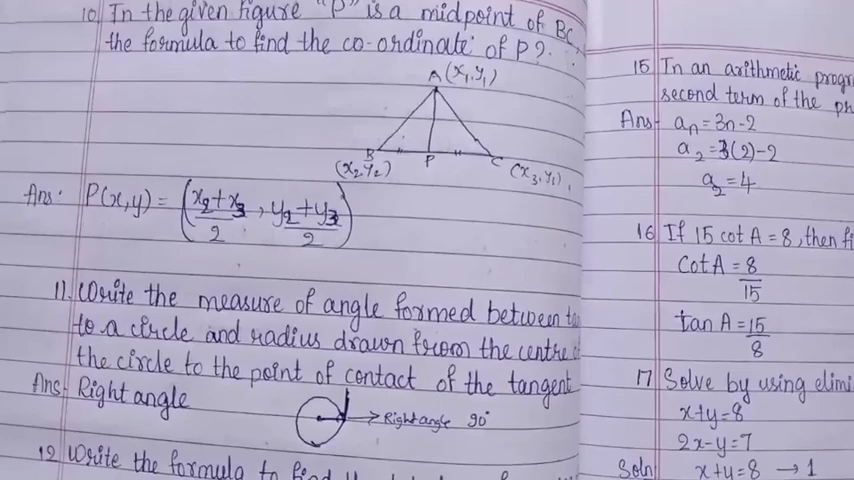 10. In the given figure "P" is a midpoint of BC
the formula to find the co-ordinate of P?
A (x₁, y₁)
B P C
(x₂, y₂) (x₃, y₁).
Ans: P(x, y) = (x₂+x₃/2 , y₂+y₃/2)
11. Write the measure of angle formed between
to a circle and radius drawn from the centre
the circle to the point of contact of the tangent
Ans- Right angle
Right angle 90°
12. Write the formula to find
15. In an arithmetic
second term of the
Ans- aₙ = 3n-2
a₂ = 3(2)-2
a₂ = 4
16 If 15 cot A = 8, then
cot A = 8/15
tan A = 15/8
17 Solve by using
x+y=8
2x-y=7
Soln x+y=8 → 1